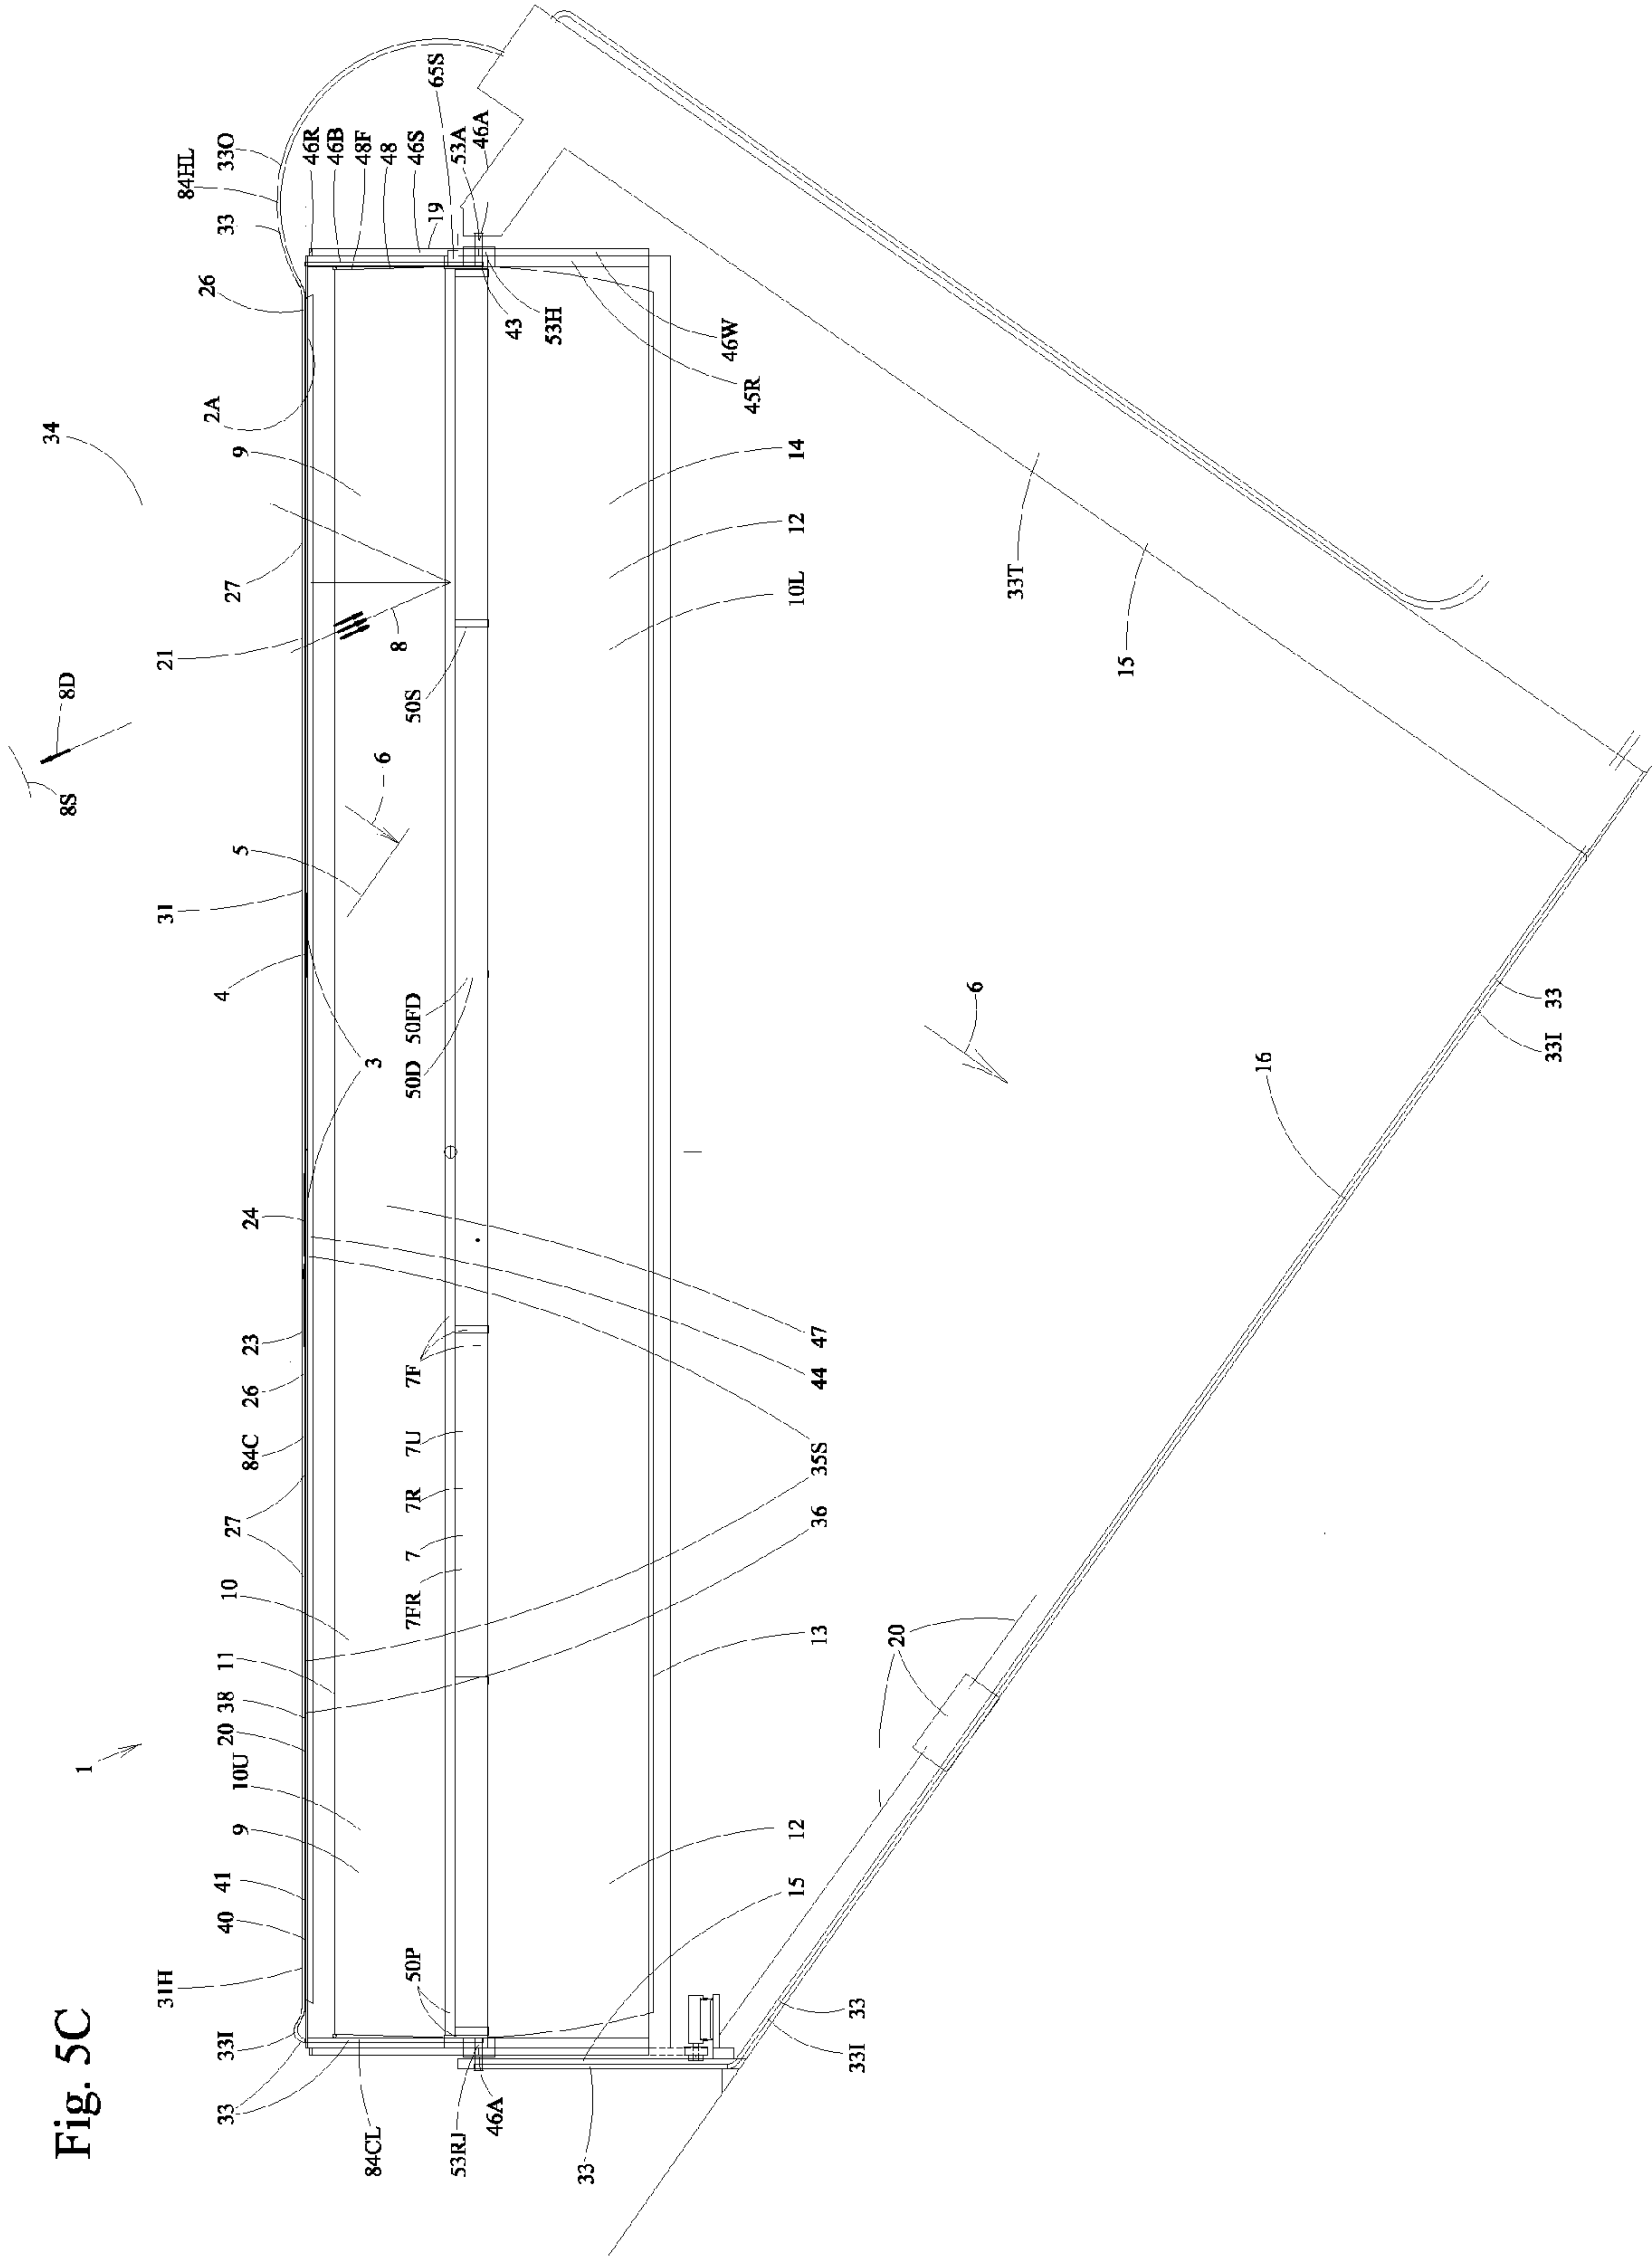 Fig. 5C
1
8S
8D
34
31H
31
21
84HL
33
33I
40
41
9
10U
20
38
11
10
27
84C
26
23
24
4
5
27
9
2A
26
33
33O
46R
46B
48F
48
46S
19
65S
84CL
3
6
8
50P
7FR
7
7R
7U
7F
50D
50FD
50S
53RJ
46A
53A
46A
43
53H
33
45R
46W
15
12
13
36
35S
44
47
10L
12
14
33I
33
20
6
33T
15
16
33I
33